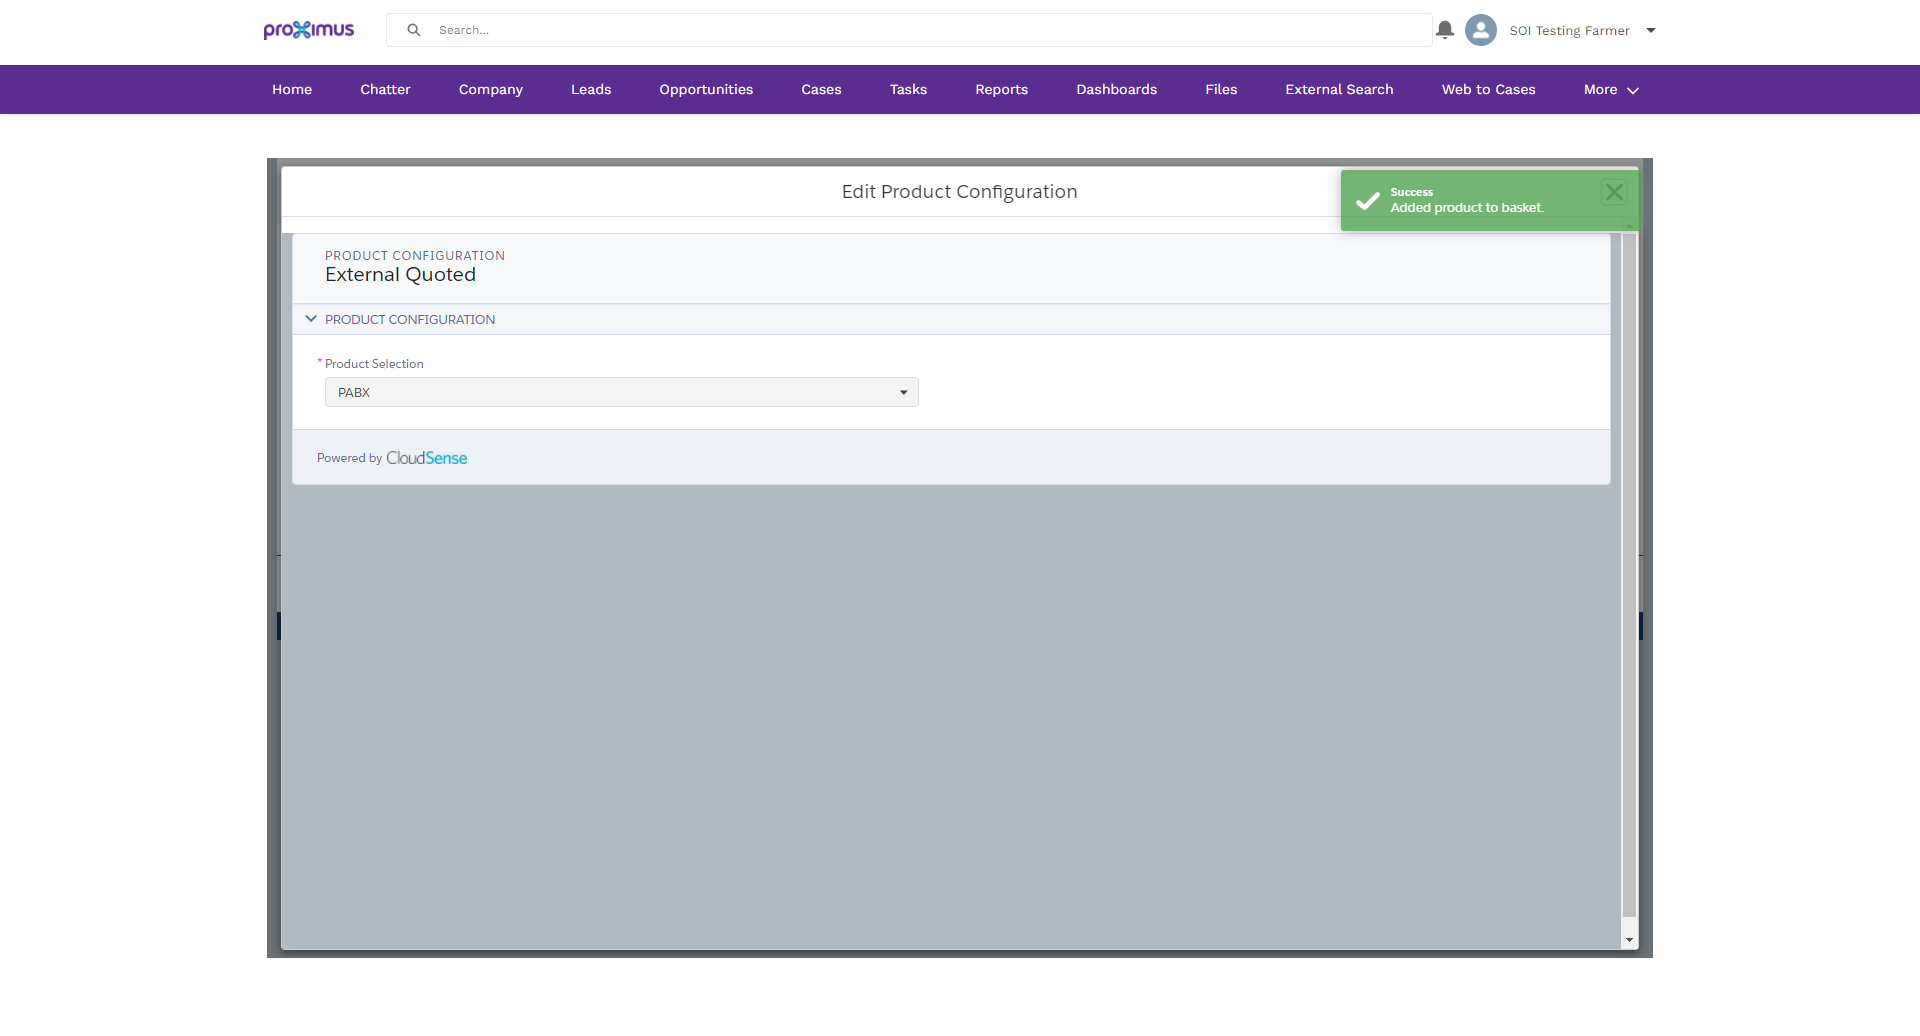 proximus
Search...
SOI Testing Farmer
Home Chatter Company Leads Opportunities Cases Tasks Reports Dashboards Files External Search Web to Cases More
Edit Product Configuration
Success
Added product to basket.
PRODUCT CONFIGURATION
External Quoted
PRODUCT CONFIGURATION
* Product Selection
PABX
Powered by CloudSense